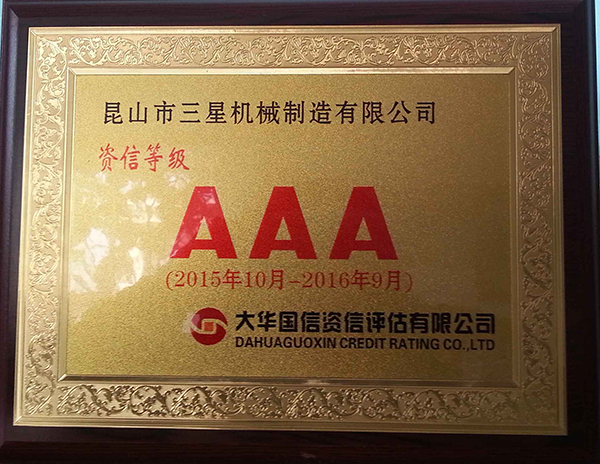 昆山市三星机械制造有限公司
资信等级
AAA
(2015年10月-2016年9月)
大华国信资信评估有限公司
DAHUAGUOXIN CREDIT RATING CO.,LTD